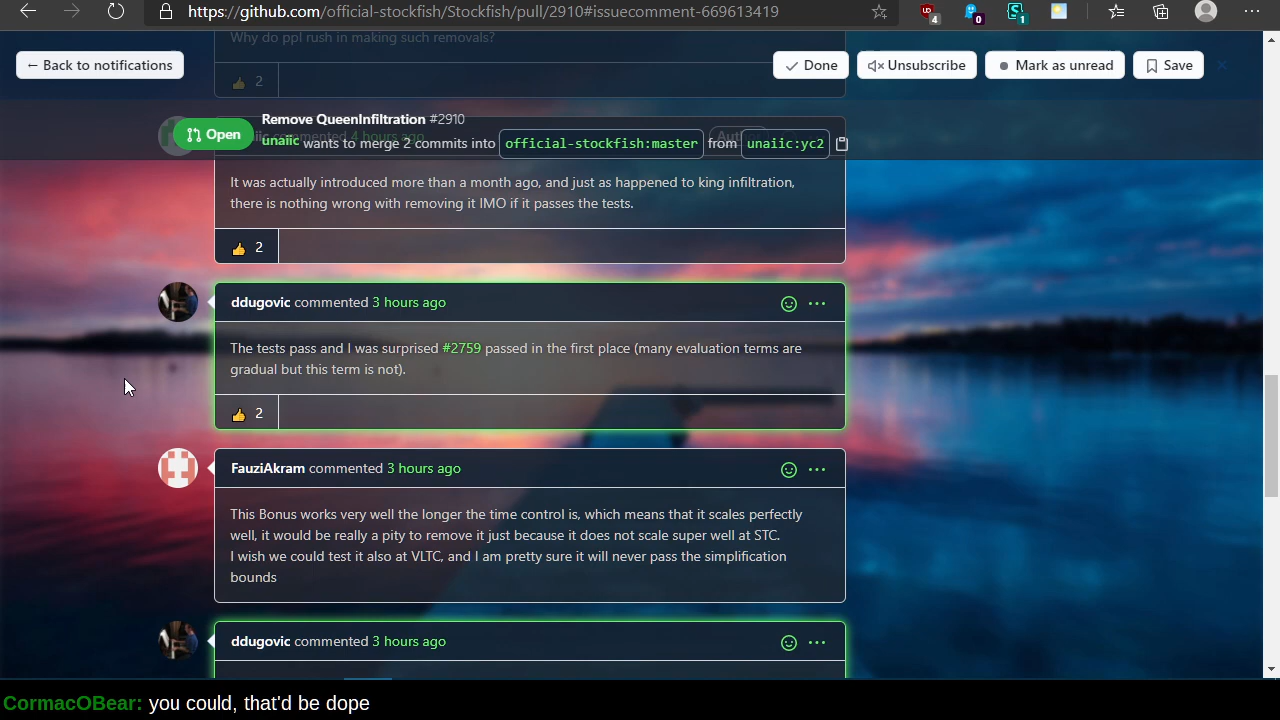 https://github.com/official-stockfish/Stockfish/pull/2910#issuecomment-669613419
4
0
1
Why do ppl rush in making such removals?
← Back to notifications
Done
Unsubscribe
Mark as unread
Save
👍 2
Open
Remove QueenInfiltration #2910
unaiic wants to merge 2 commits into official-stockfish:master from unaiic:yc2
commented 4 hours ago
It was actually introduced more than a month ago, and just as happened to king infiltration,
there is nothing wrong with removing it IMO if it passes the tests.
👍 2
ddugovic commented 3 hours ago
The tests pass and I was surprised #2759 passed in the first place (many evaluation terms are
gradual but this term is not).
👍 2
FauziAkram commented 3 hours ago
This Bonus works very well the longer the time control is, which means that it scales perfectly
well, it would be really a pity to remove it just because it does not scale super well at STC.
I wish we could test it also at VLTC, and I am pretty sure it will never pass the simplification
bounds
ddugovic commented 3 hours ago
CormacOBear: you could, that'd be dope